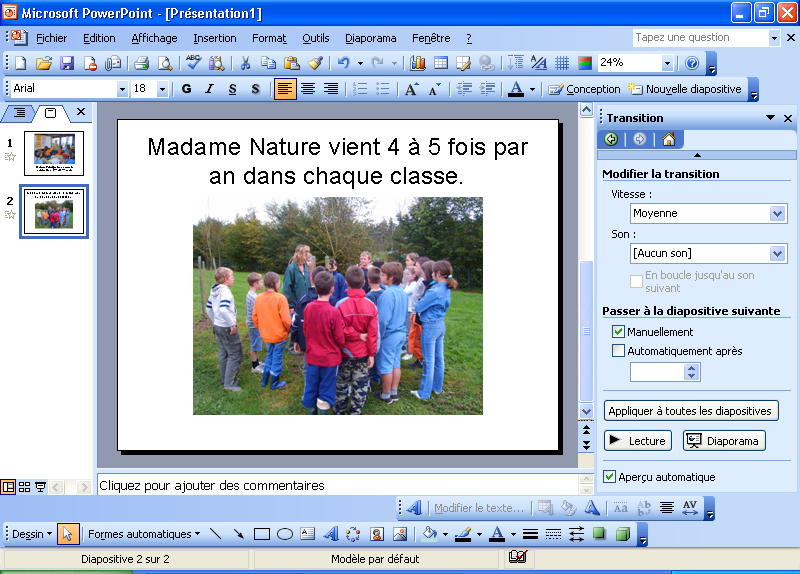 Microsoft PowerPoint - [Présentation1]
Fichier Edition Affichage Insertion Format Outils Diaporama Fenêtre ? Tapez une question
24%
Arial 18 G I S S Conception Nouvelle diapositive
1
2
Madame Nature vient 4 à 5 fois par
an dans chaque classe.
Transition
Modifier la transition
Vitesse :
Moyenne
Son :
[Aucun son]
En boucle jusqu'au son
suivant
Passer à la diapositive suivante
Manuellement
Automatiquement après
Appliquer à toutes les diapositives
Lecture Diaporama
Aperçu automatique
Cliquez pour ajouter des commentaires
Modifier le texte...
Dessin Formes automatiques
Diapositive 2 sur 2 Modèle par défaut